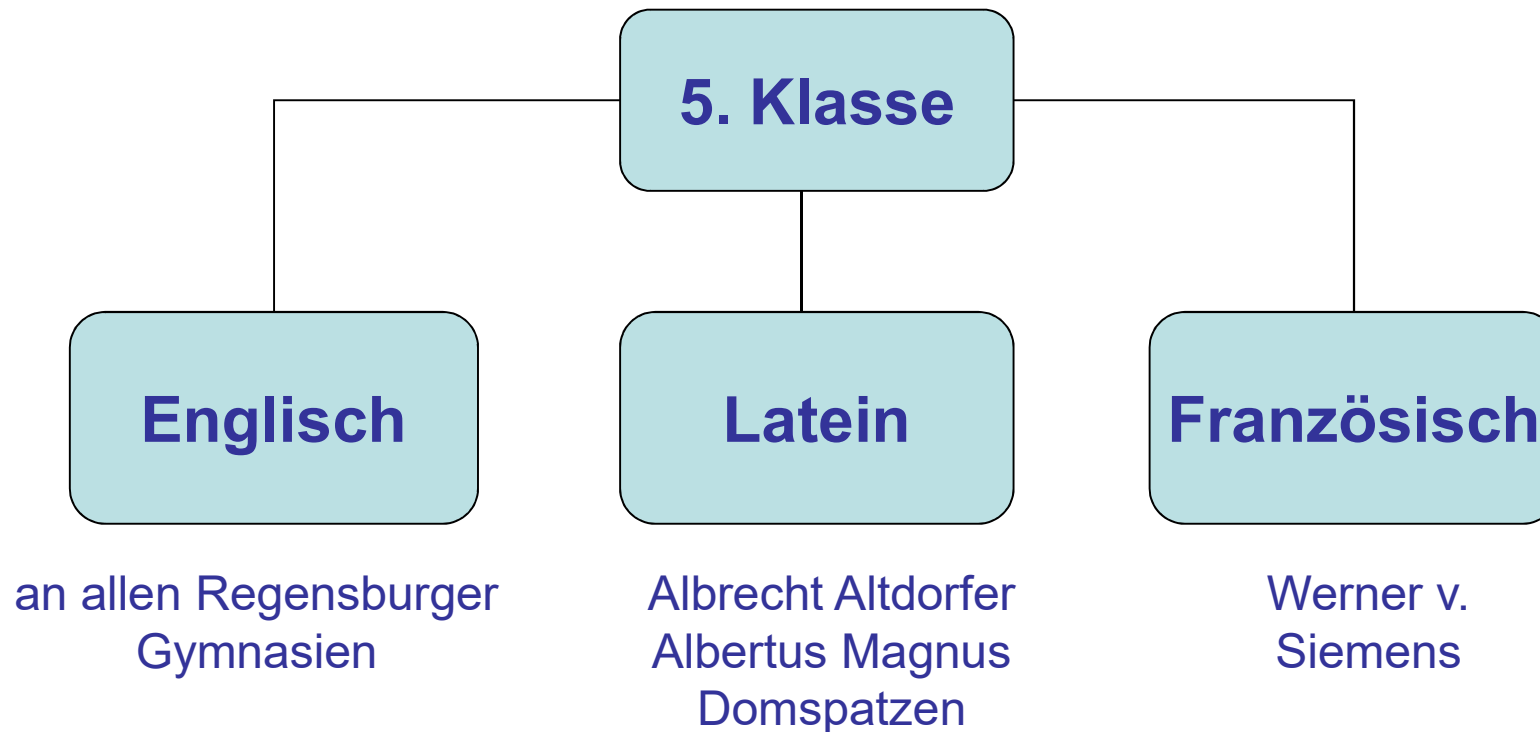 5. Klasse
Englisch
Latein
Französisch
an allen Regensburger
Gymnasien
Albrecht Altdorfer
Albertus Magnus
Domspatzen
Werner v.
Siemens